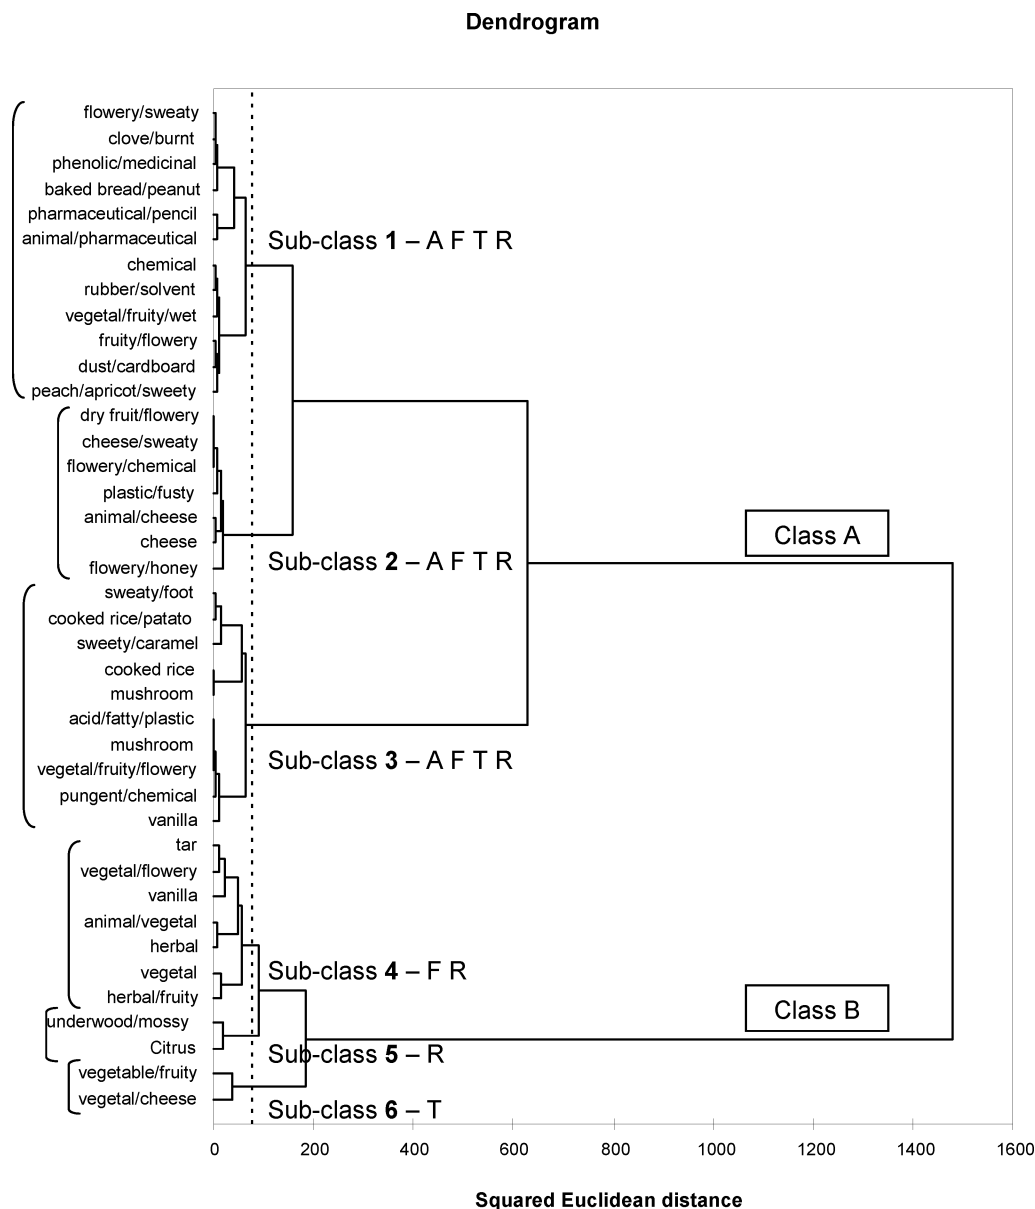 Dendrogram
flowery/sweaty
clove/burnt
phenolic/medicinal
baked bread/peanut
pharmaceutical/pencil
animal/pharmaceutical
Sub-class 1 – A F T R
chemical
rubber/solvent
vegetal/fruity/wet
fruity/flowery
dust/cardboard
peach/apricot/sweety
dry fruit/flowery
cheese/sweaty
flowery/chemical
plastic/fusty
animal/cheese
Class A
cheese
flowery/honey
Sub-class 2 – A F T R
sweaty/foot
cooked rice/patato
sweety/caramel
cooked rice
mushroom
acid/fatty/plastic
mushroom
Sub-class 3 – A F T R
vegetal/fruity/flowery
pungent/chemical
vanilla
tar
vegetal/flowery
vanilla
animal/vegetal
herbal
vegetal
Sub-class 4 – F R
herbal/fruity
Class B
underwood/mossy
Citrus
Sub-class 5 – R
vegetable/fruity
vegetal/cheese
Sub-class 6 – T
0 200 400 600 800 1000 1200 1400 1600
Squared Euclidean distance